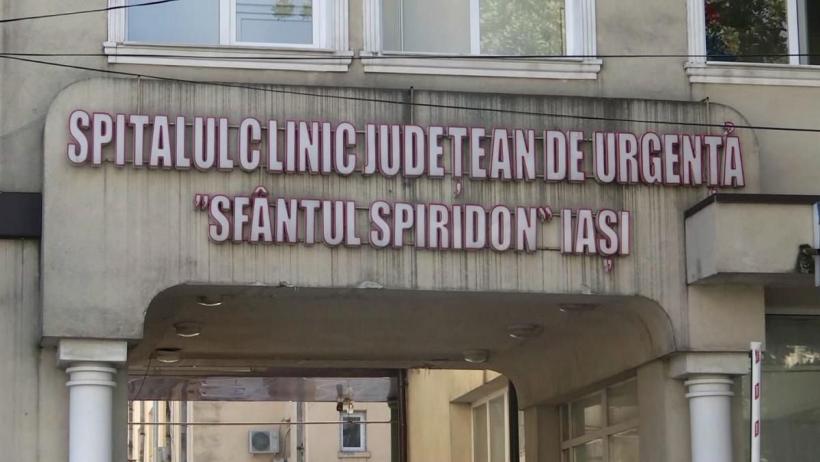 SPITALUL CLINIC JUDEȚEAN DE URGENȚĂ
"SFÂNTUL SPIRIDON" IAȘI